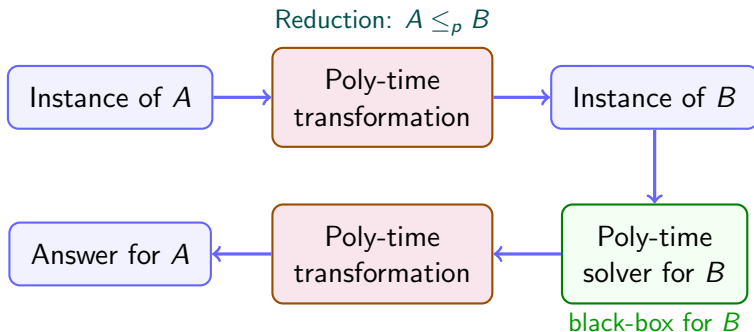 Reduction: A ≤ₚ B
Instance of A
Poly-time
transformation
Instance of B
Answer for A
Poly-time
transformation
Poly-time
solver for B
black-box for B